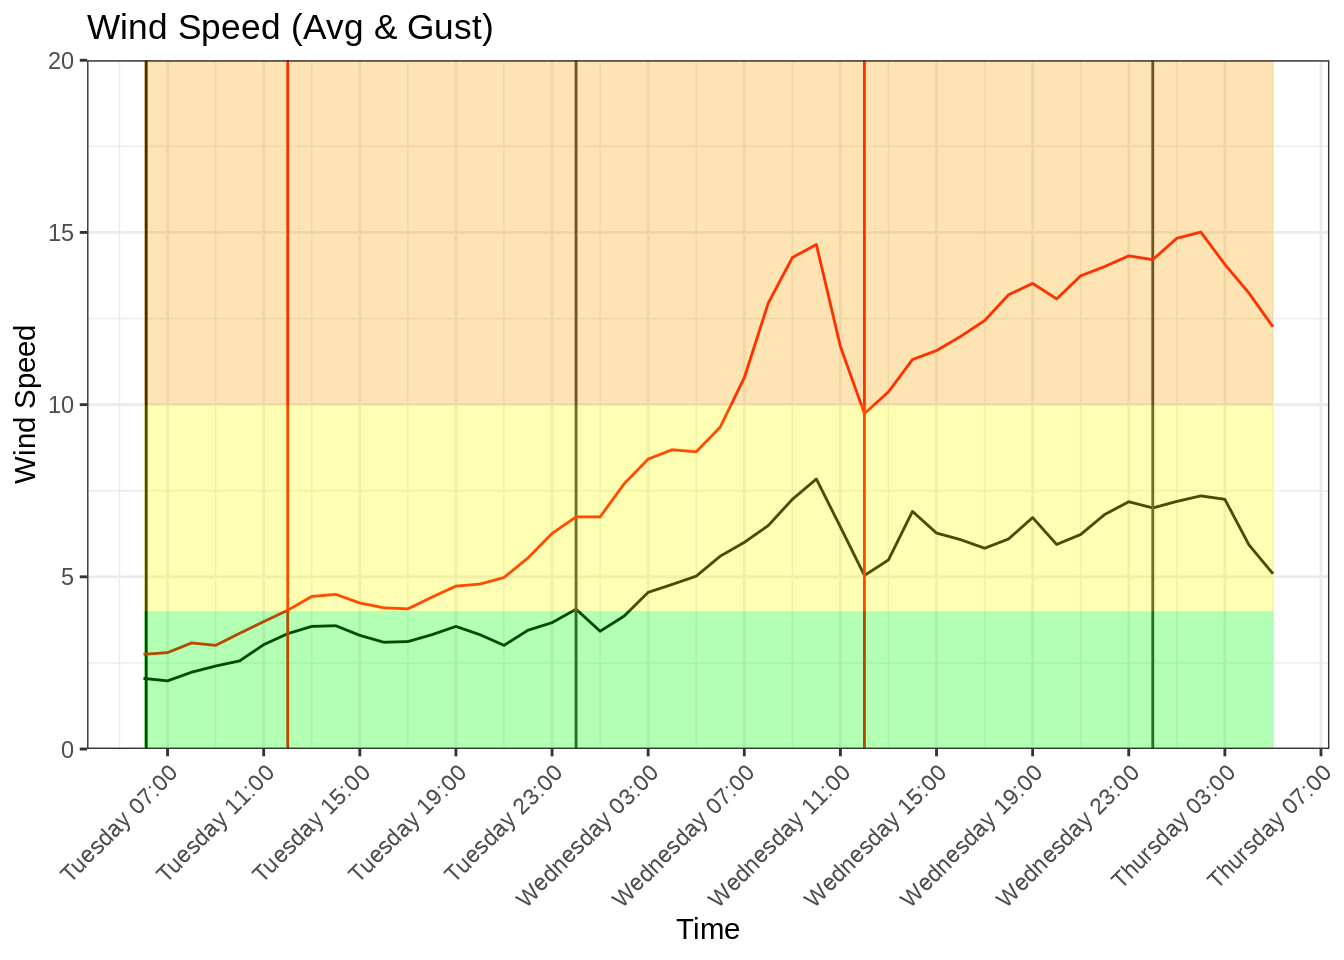 Wind Speed (Avg & Gust)
20
15
10
5
0
Wind Speed
Tuesday 07:00
Tuesday 11:00
Tuesday 15:00
Tuesday 19:00
Tuesday 23:00
Wednesday 03:00
Wednesday 07:00
Wednesday 11:00
Wednesday 15:00
Wednesday 19:00
Wednesday 23:00
Thursday 03:00
Thursday 07:00
Time